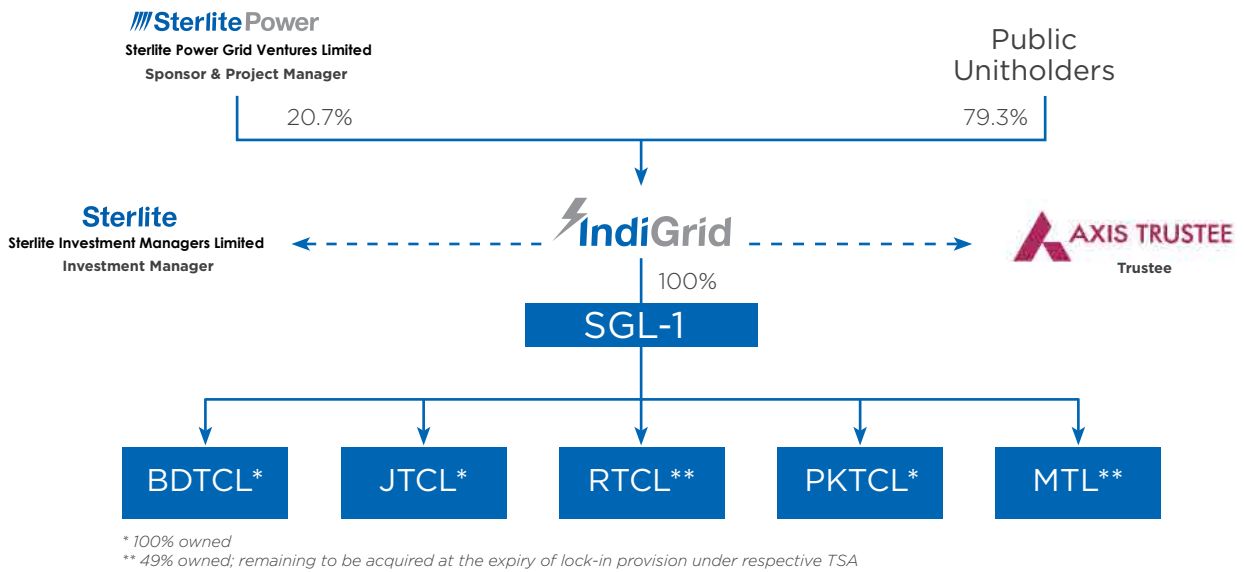 Sterlite Power
Sterlite Power Grid Ventures Limited
Sponsor & Project Manager
Public
Unitholders
20.7%
79.3%
Sterlite
Sterlite Investment Managers Limited
Investment Manager
IndiGrid
AXIS TRUSTEE
Trustee
100%
SGL-1
BDTCL*
JTCL*
RTCL**
PKTCL*
MTL**
* 100% owned
** 49% owned; remaining to be acquired at the expiry of lock-in provision under respective TSA